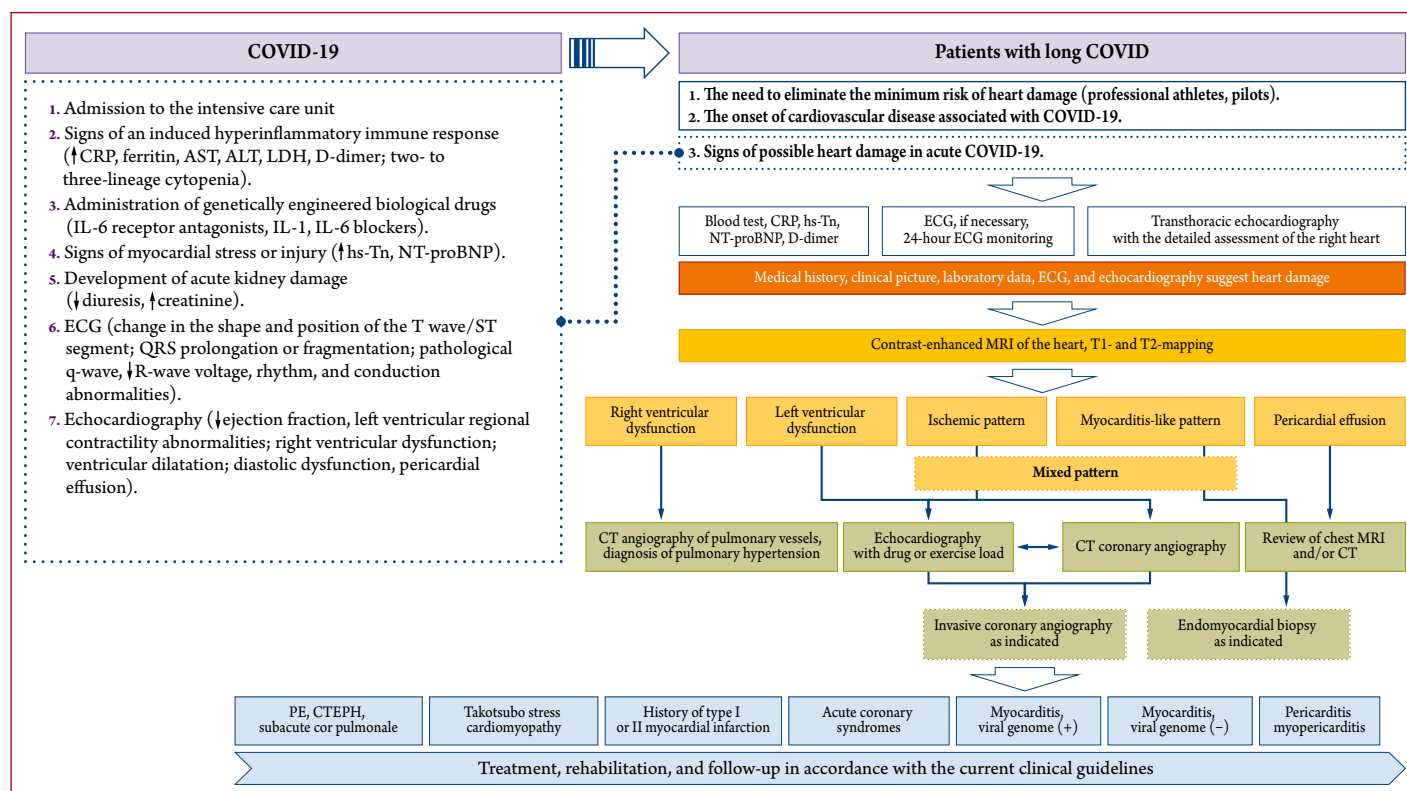 COVID-19
1. Admission to the intensive care unit
2. Signs of an induced hyperinflammatory immune response
(↑CRP, ferritin, AST, ALT, LDH, D-dimer; two- to
three-lineage cytopenia).
3. Administration of genetically engineered biological drugs
(IL-6 receptor antagonists, IL-1, IL-6 blockers).
4. Signs of myocardial stress or injury (↑hs-Tn, NT-proBNP).
5. Development of acute kidney damage
(↓diuresis, ↑creatinine).
6. ECG (change in the shape and position of the T wave/ST
segment; QRS prolongation or fragmentation; pathological
q-wave, ↓R-wave voltage, rhythm, and conduction
abnormalities).
7. Echocardiography (↓ejection fraction, left ventricular regional
contractility abnormalities; right ventricular dysfunction;
ventricular dilatation; diastolic dysfunction, pericardial
effusion).
Patients with long COVID
1. The need to eliminate the minimum risk of heart damage (professional athletes, pilots).
2. The onset of cardiovascular disease associated with COVID-19.
3. Signs of possible heart damage in acute COVID-19.
Blood test, CRP, hs-Tn,
NT-proBNP, D-dimer
ECG, if necessary,
24-hour ECG monitoring
Transthoracic echocardiography
with the detailed assessment of the right heart
Medical history, clinical picture, laboratory data, ECG, and echocardiography suggest heart damage
Contrast-enhanced MRI of the heart, T1- and T2-mapping
Right ventricular
dysfunction
Left ventricular
dysfunction
Ischemic pattern
Myocarditis-like pattern
Pericardial effusion
Mixed pattern
CT angiography of pulmonary vessels,
diagnosis of pulmonary hypertension
Echocardiography
with drug or exercise load
CT coronary angiography
Review of chest MRI
and/or CT
Invasive coronary angiography
as indicated
Endomyocardial biopsy
as indicated
PE, CTEPH,
subacute cor pulmonale
Takotsubo stress
cardiomyopathy
History of type I
or II myocardial infarction
Acute coronary
syndromes
Myocarditis,
viral genome (+)
Myocarditis,
viral genome (–)
Pericarditis
myopericarditis
Treatment, rehabilitation, and follow-up in accordance with the current clinical guidelines